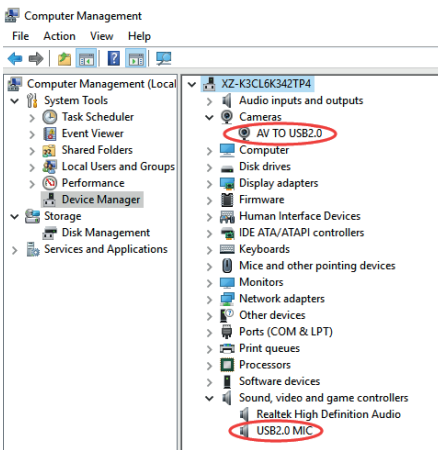 Computer Management
File Action View Help
Computer Management (Local
System Tools
Task Scheduler
Event Viewer
Shared Folders
Local Users and Groups
Performance
Device Manager
Storage
Disk Management
Services and Applications
XZ-K3CL6K342TP4
Audio inputs and outputs
Cameras
AV TO USB2.0
Computer
Disk drives
Display adapters
Firmware
Human Interface Devices
IDE ATA/ATAPI controllers
Keyboards
Mice and other pointing devices
Monitors
Network adapters
Other devices
Ports (COM & LPT)
Print queues
Processors
Software devices
Sound, video and game controllers
Realtek High Definition Audio
USB2.0 MIC